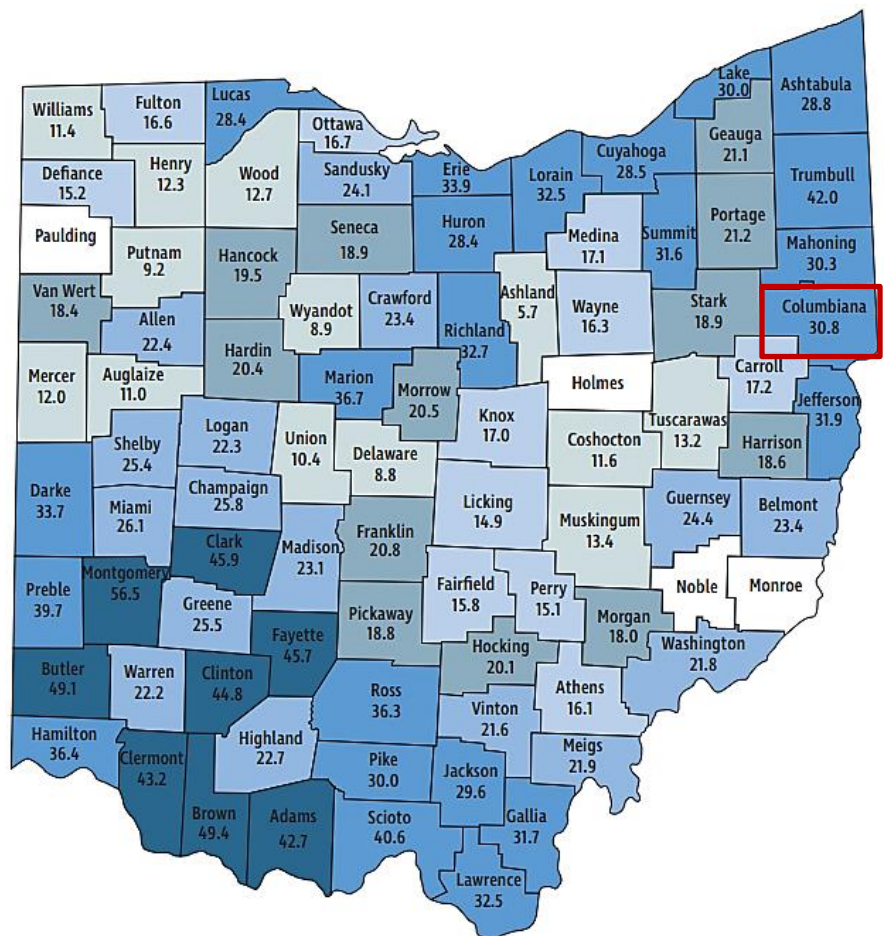 Lake
30.0
Ashtabula
28.8
Williams
11.4
Fulton
16.6
Lucas
28.4
Ottawa
16.7
Geauga
21.1
Cuyahoga
28.5
Defiance
15.2
Henry
12.3
Wood
12.7
Sandusky
24.1
Erie
33.9
Lorain
32.5
Trumbull
42.0
Paulding
Putnam
9.2
Hancock
19.5
Seneca
18.9
Huron
28.4
Medina
17.1
Summit
31.6
Portage
21.2
Mahoning
30.3
Van Wert
18.4
Allen
22.4
Wyandot
8.9
Crawford
23.4
Richland
32.7
Ashland
5.7
Wayne
16.3
Stark
18.9
Columbiana
30.8
Mercer
12.0
Auglaize
11.0
Hardin
20.4
Marion
36.7
Morrow
20.5
Holmes
Carroll
17.2
Jefferson
31.9
Shelby
25.4
Logan
22.3
Union
10.4
Delaware
8.8
Knox
17.0
Coshocton
11.6
Tuscarawas
13.2
Harrison
18.6
Darke
33.7
Miami
26.1
Champaign
25.8
Licking
14.9
Guernsey
24.4
Belmont
23.4
Clark
45.9
Madison
23.1
Franklin
20.8
Muskingum
13.4
Preble
39.7
Montgomery
56.5
Greene
25.5
Fairfield
15.8
Perry
15.1
Noble
Monroe
Fayette
45.7
Pickaway
18.8
Morgan
18.0
Washington
21.8
Butler
49.1
Warren
22.2
Clinton
44.8
Hocking
20.1
Ross
36.3
Athens
16.1
Vinton
21.6
Hamilton
36.4
Clermont
43.2
Highland
22.7
Pike
30.0
Jackson
29.6
Meigs
21.9
Brown
49.4
Adams
42.7
Scioto
40.6
Gallia
31.7
Lawrence
32.5